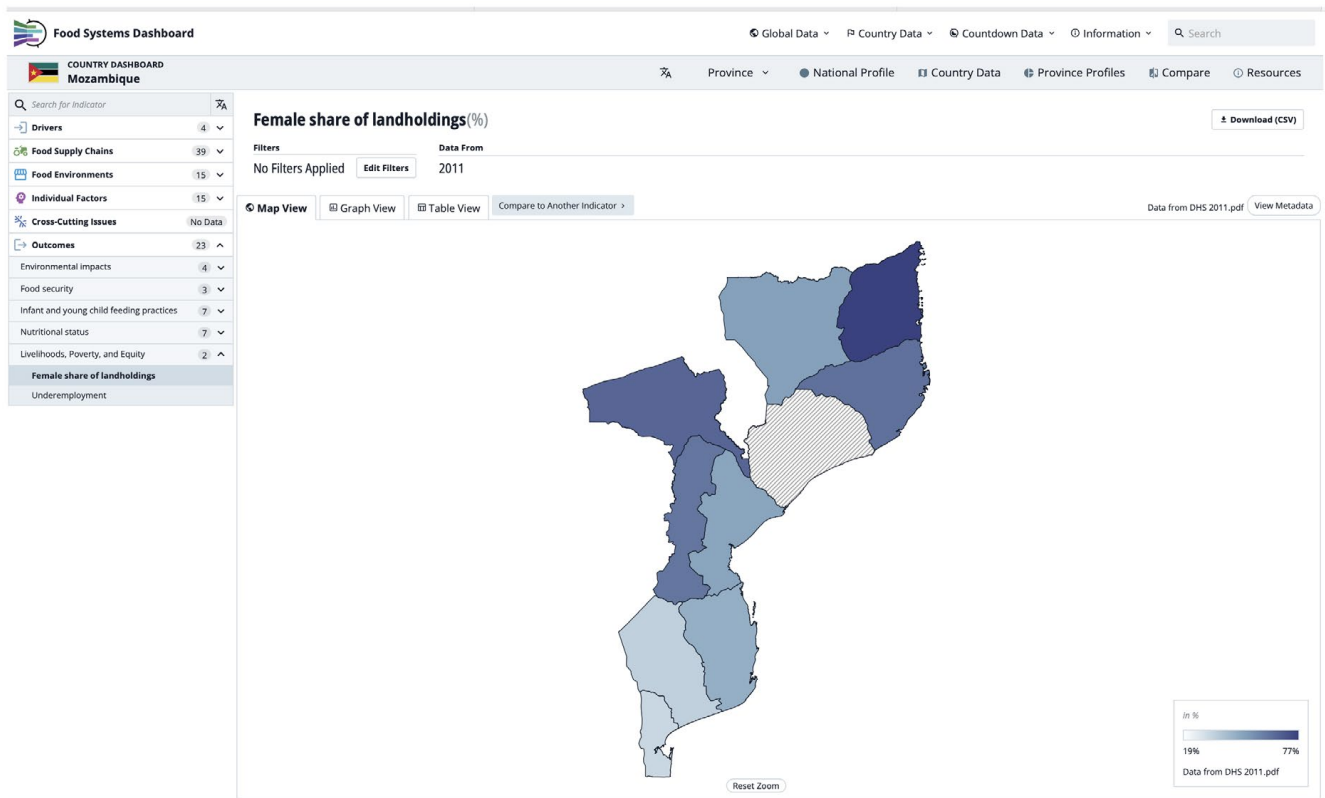 Food Systems Dashboard
Global Data
Country Data
Countdown Data
Information
Search
COUNTRY DASHBOARD
Mozambique
Province
National Profile
Country Data
Province Profiles
Compare
Resources
Search for Indicator
Drivers 4
Food Supply Chains 39
Food Environments 15
Individual Factors 15
Cross-Cutting Issues No Data
Outcomes 23
Environmental impacts 4
Food security 3
Infant and young child feeding practices 7
Nutritional status 7
Livelihoods, Poverty, and Equity 2
Female share of landholdings
Underemployment
Female share of landholdings(%)
Download (CSV)
Filters
Data From
No Filters Applied
Edit Filters
2011
Map View
Graph View
Table View
Compare to Another Indicator >
Data from DHS 2011.pdf
View Metadata
In %
19% 77%
Data from DHS 2011.pdf
Reset Zoom